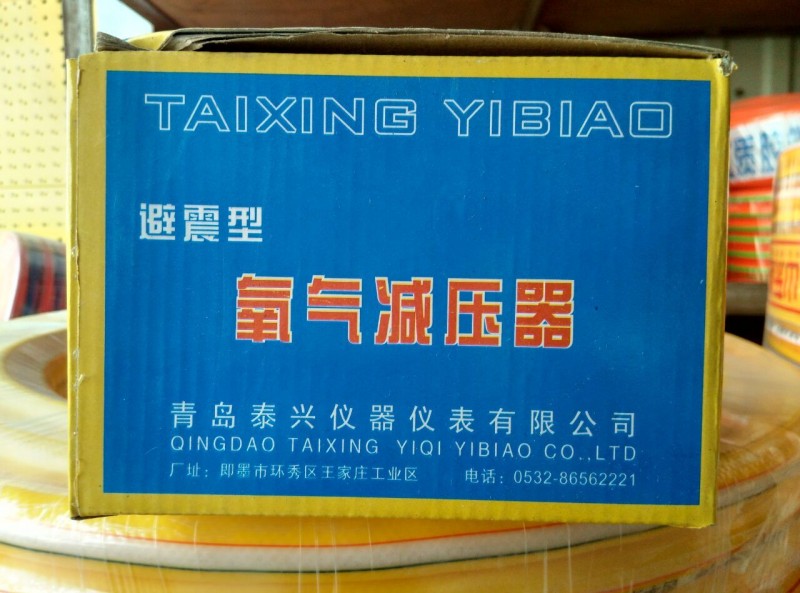 TAIXING YIBIAO
避震型
氧气减压器
青岛泰兴仪器仪表有限公司
QINGDAO TAIXING YIQI YIBIAO CO.,LTD
厂址：即墨市环秀区王家庄工业区 电话：0532-86562221
质胶